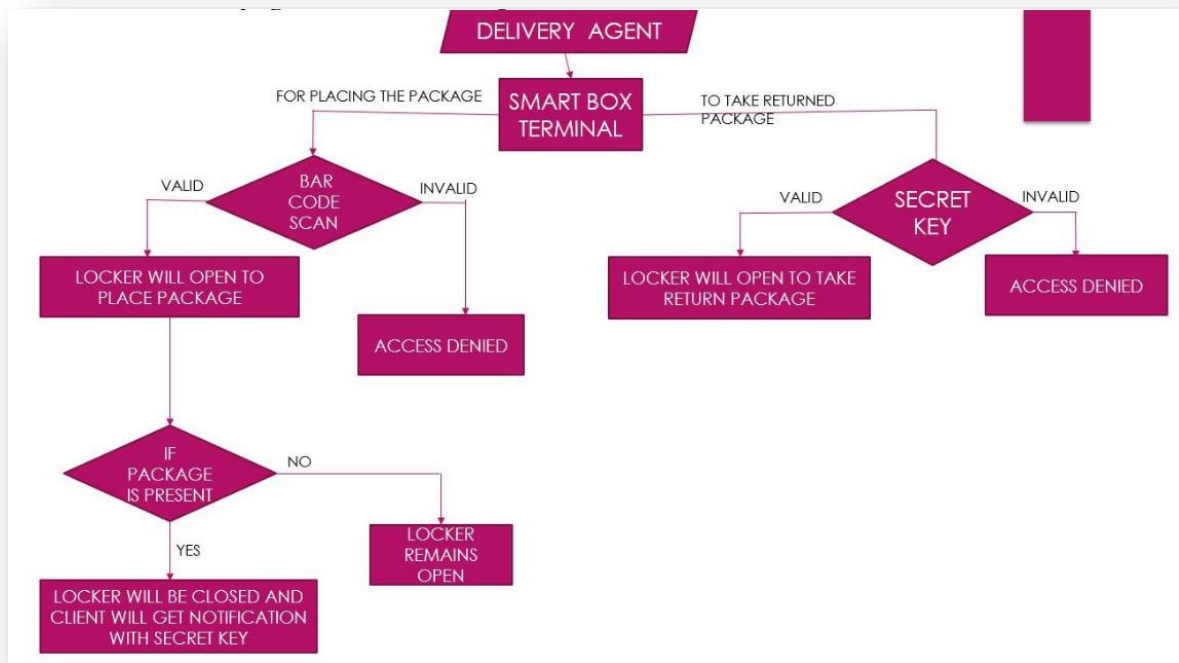 DELIVERY AGENT
FOR PLACING THE PACKAGE
SMART BOX
TERMINAL
TO TAKE RETURNED
PACKAGE
VALID
BAR
CODE
SCAN
INVALID
VALID
SECRET
KEY
INVALID
LOCKER WILL OPEN TO
PLACE PACKAGE
LOCKER WILL OPEN TO TAKE
RETURN PACKAGE
ACCESS DENIED
ACCESS DENIED
IF
PACKAGE
IS PRESENT
NO
LOCKER
REMAINS
OPEN
YES
LOCKER WILL BE CLOSED AND
CLIENT WILL GET NOTIFICATION
WITH SECRET KEY